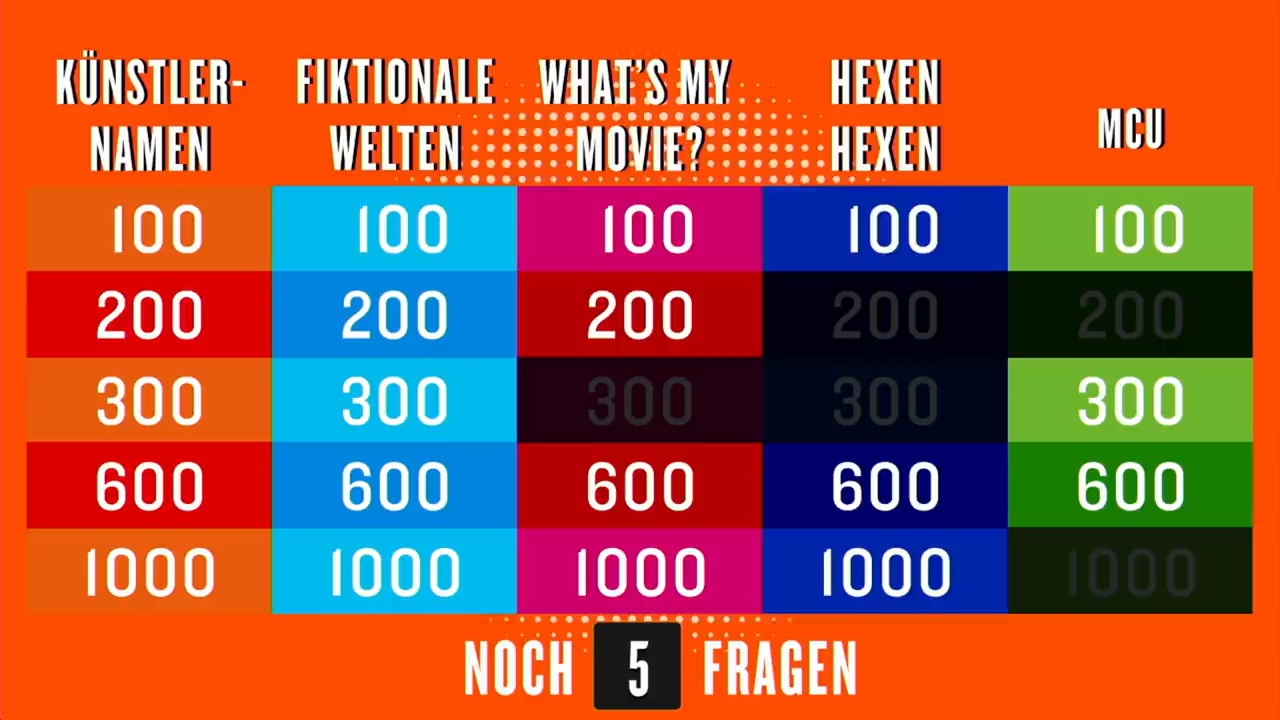 KÜNSTLER-
NAMEN
FIKTIONALE
WELTEN
WHAT'S MY
MOVIE?
HEXEN
HEXEN
MCU
100 100 100 100 100
200 200 200 200 200
300 300 300 300 300
600 600 600 600 600
1000 1000 1000 1000 1000
NOCH 5 FRAGEN